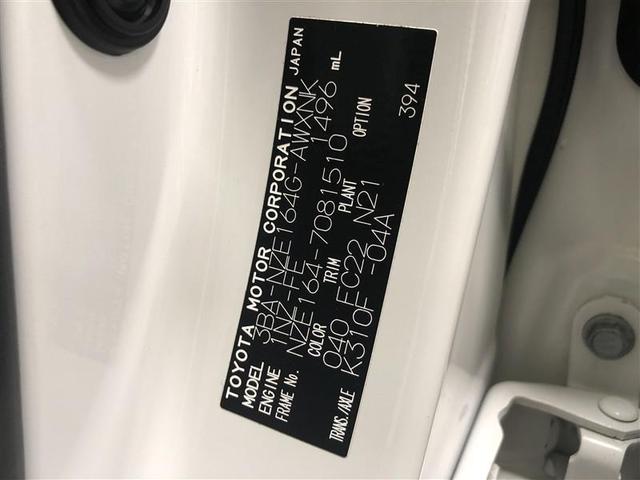 TOYOTA MOTOR CORPORATION JAPAN
MODEL 3BA-NZE164G-AWXNK
ENGINE 1NZ-FE 1496 mL
FRAME No. NZE164-7081510
COLOR TRIM PLANT OPTION
040 FC22 N21
TRANS./AXLE K310F -04A 394